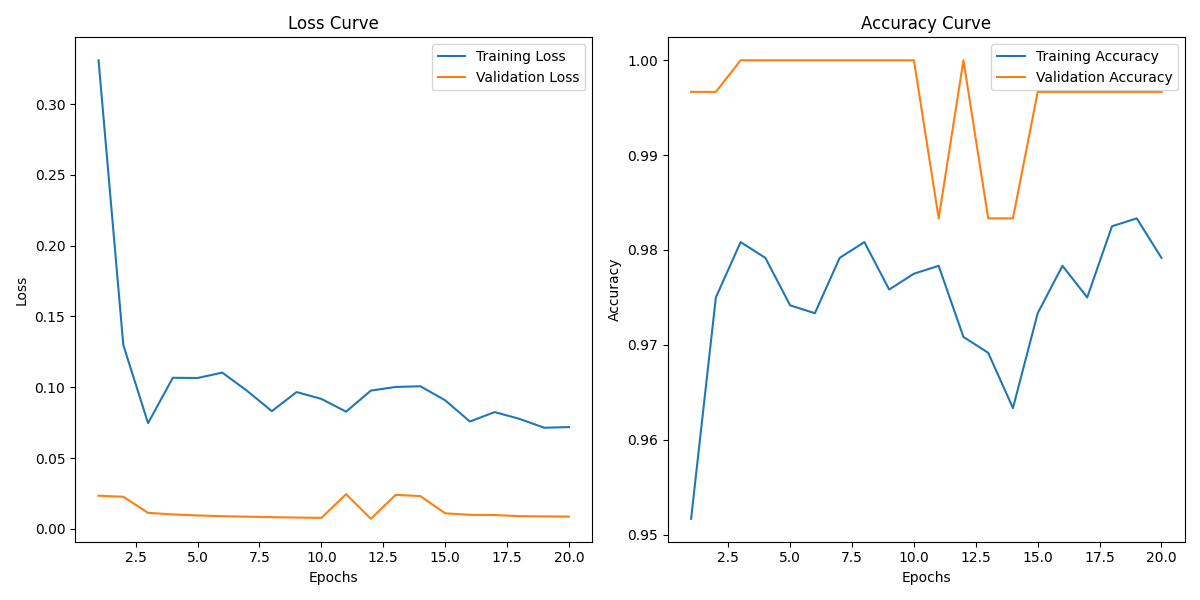 Loss Curve
Training Loss
Validation Loss
0.30
0.25
0.20
0.15
0.10
0.05
0.00
Loss
2.5 5.0 7.5 10.0 12.5 15.0 17.5 20.0
Epochs
Accuracy Curve
Training Accuracy
Validation Accuracy
1.00
0.99
0.98
0.97
0.96
0.95
Accuracy
2.5 5.0 7.5 10.0 12.5 15.0 17.5 20.0
Epochs